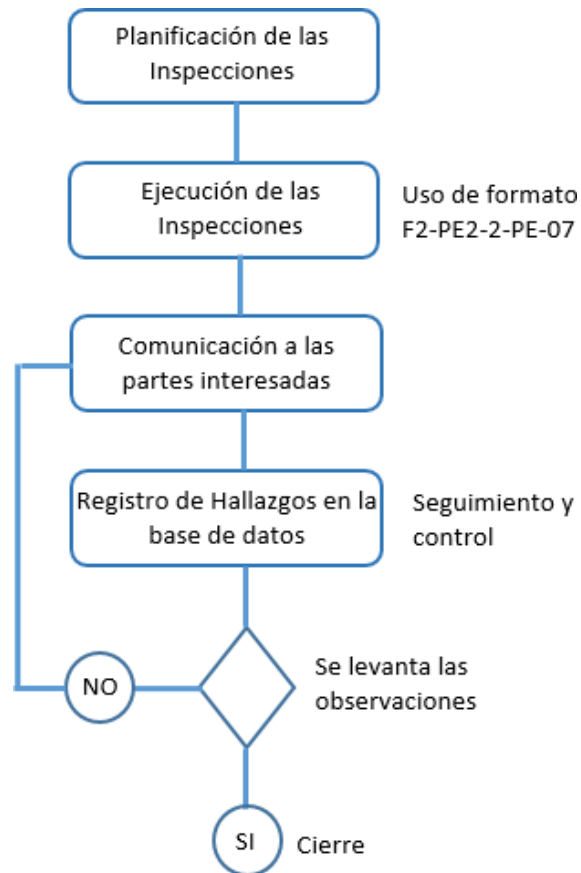 Planificación de las
Inspecciones
Ejecución de las
Inspecciones
Uso de formato
F2-PE2-2-PE-07
Comunicación a las
partes interesadas
Registro de Hallazgos en la
base de datos
Seguimiento y
control
Se levanta las
observaciones
NO
SI
Cierre